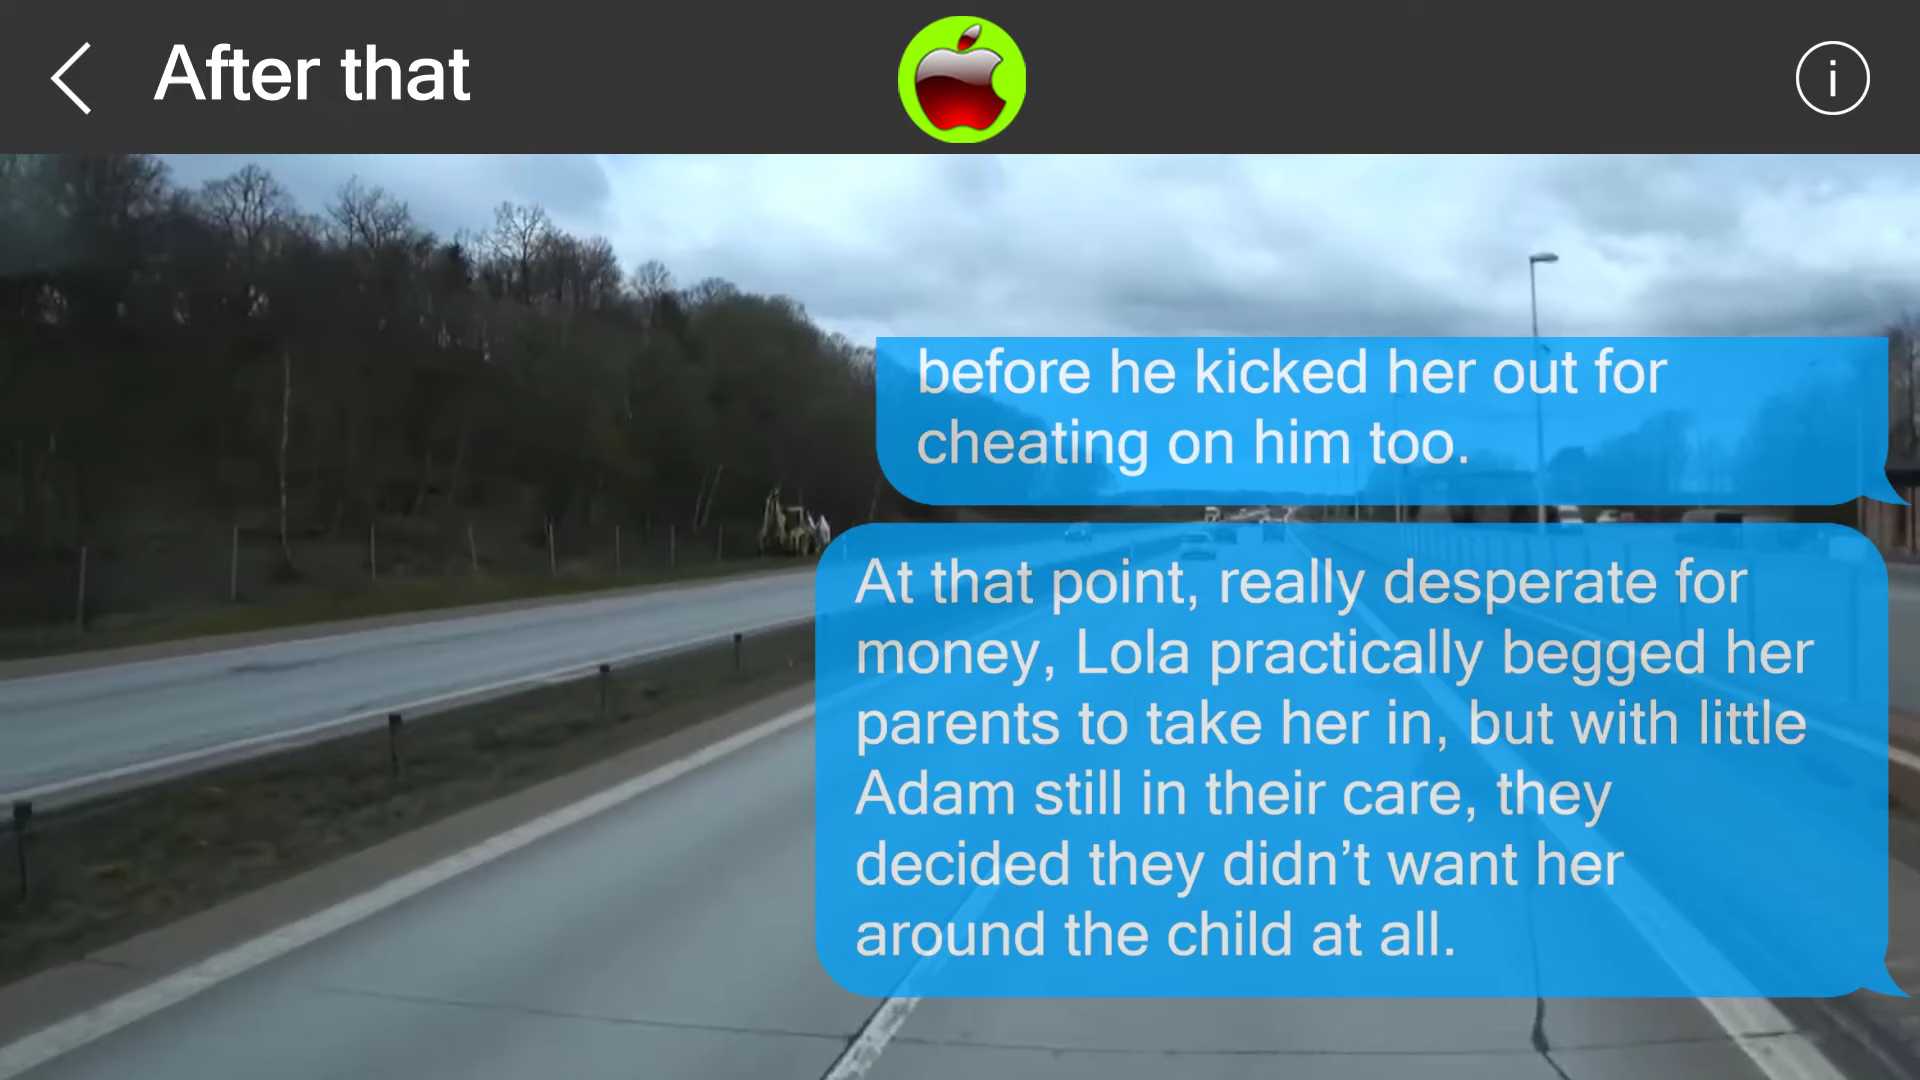 After that
before he kicked her out for
cheating on him too.
At that point, really desperate for
money, Lola practically begged her
parents to take her in, but with little
Adam still in their care, they
decided they didn’t want her
around the child at all.